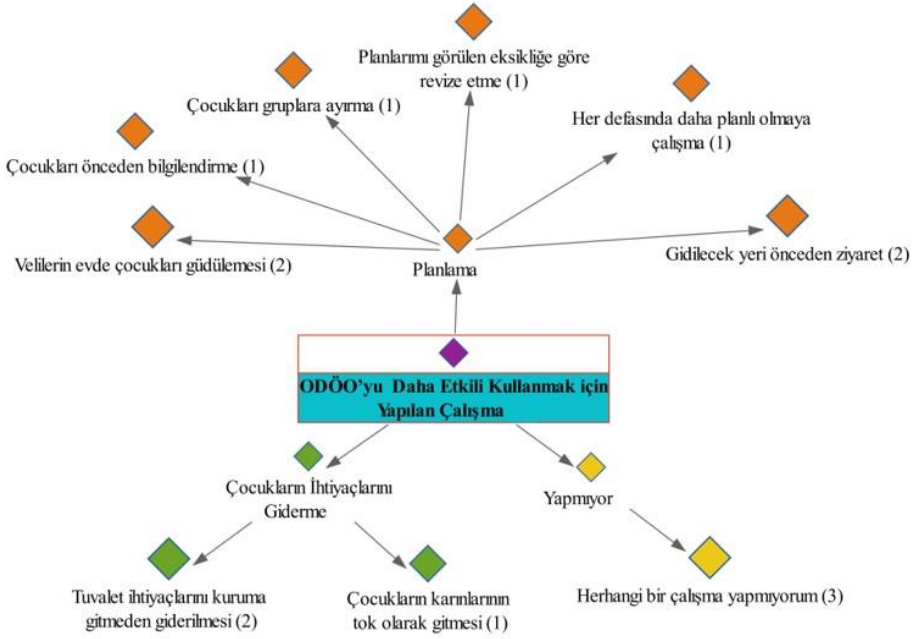 Planlarımı görülen eksikliğe göre
revize etme (1)
Çocukları gruplara ayırma (1)
Her defasında daha planlı olmaya
çalışma (1)
Çocukları önceden bilgilendirme (1)
Velilerin evde çocukları güdülemesi (2)
Planlama
Gidilecek yeri önceden ziyaret (2)
ODÖO’yu Daha Etkili Kullanmak için
Yapılan Çalışma
Çocukların İhtiyaçlarını
Giderme
Yapmıyor
Tuvalet ihtiyaçlarını kuruma
gitmeden giderilmesi (2)
Çocukların karınlarının
tok olarak gitmesi (1)
Herhangi bir çalışma yapmıyorum (3)